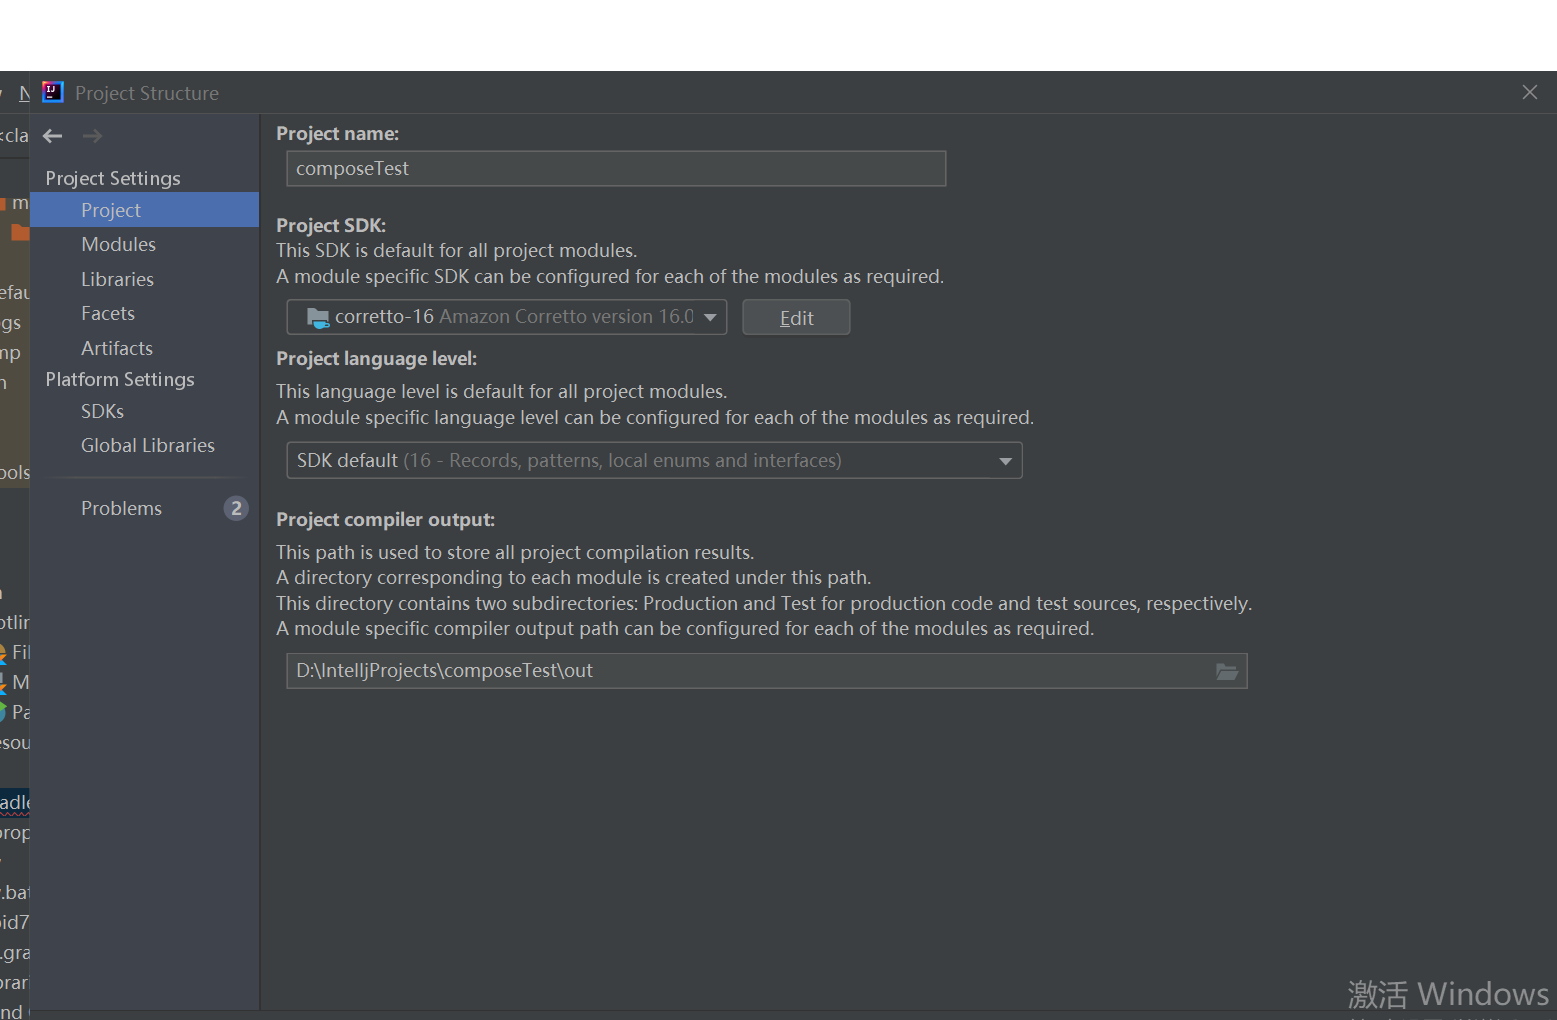 Project Structure
Project Settings
Project
Modules
Libraries
Facets
Artifacts
Platform Settings
SDKs
Global Libraries
Problems
2
Project name:
composeTest
Project SDK:
This SDK is default for all project modules.
A module specific SDK can be configured for each of the modules as required.
corretto-16 Amazon Corretto version 16.0
Edit
Project language level:
This language level is default for all project modules.
A module specific language level can be configured for each of the modules as required.
SDK default (16 - Records, patterns, local enums and interfaces)
Project compiler output:
This path is used to store all project compilation results.
A directory corresponding to each module is created under this path.
This directory contains two subdirectories: Production and Test for production code and test sources, respectively.
A module specific compiler output path can be configured for each of the modules as required.
D:\IntelljProjects\composeTest\out
激活 Windows